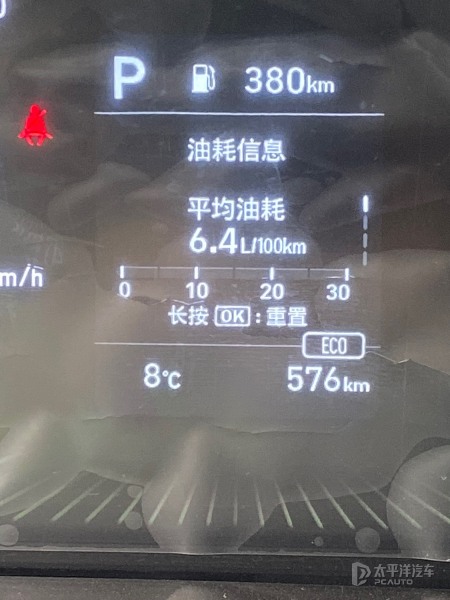 0
P 380km
油耗信息
平均油耗
6.4L/100km
m/h
0 10 20 30
长按 OK : 重置
ECO
8℃ 576km
太平洋汽车
PCAUTO